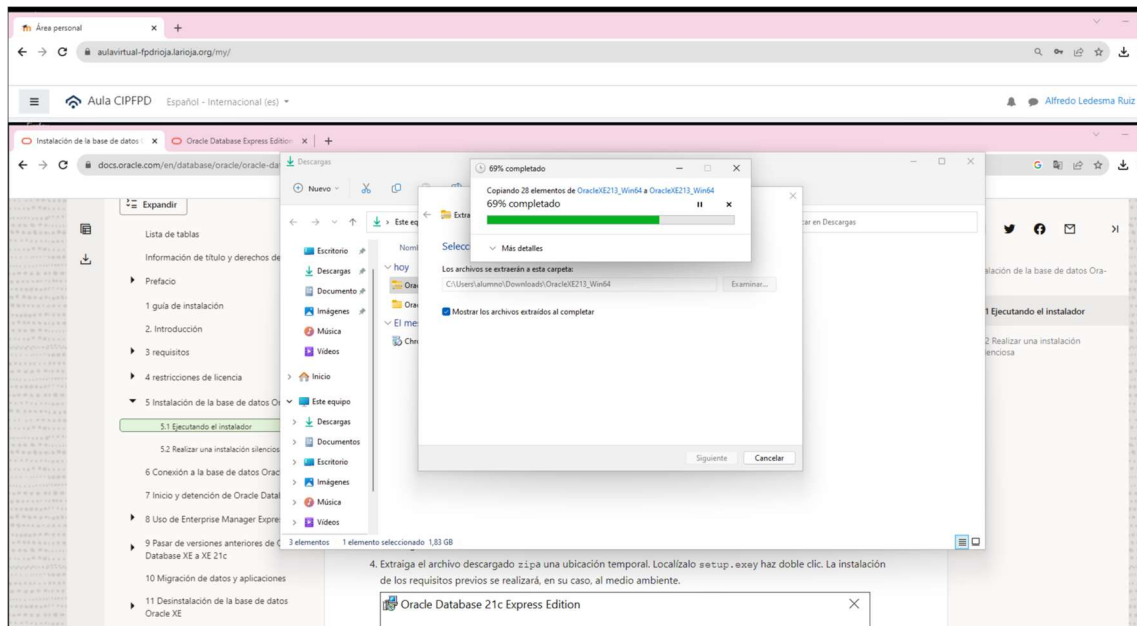 Área personal
aulavirtual-fpdrioja.larioja.org/my/
Aula CIPFPD Español - Internacional (es)
Alfredo Ledesma Ruiz
Instalación de la base de datos
Oracle Database Express Edition
docs.oracle.com/en/database/oracle/oracle-da
Expandir
Lista de tablas
Información de título y derechos de
Prefacio
1 guía de instalación
2. Introducción
3 requisitos
4 restricciones de licencia
5 Instalación de la base de datos Or
5.1 Ejecutando el instalador
5.2 Realizar una instalación silencios
6 Conexión a la base de datos Orac
7 Inicio y detención de Oracle Datal
8 Uso de Enterprise Manager Expre
9 Pasar de versiones anteriores de
Database XE a XE 21c
10 Migración de datos y aplicaciones
11 Desinstalación de la base de datos
Oracle XE
Descargas
Nuevo
Este eq
car en Descargas
Escritorio
Descargas
Documento
Imágenes
Música
Vídeos
Inicio
Este equipo
Descargas
Documentos
Escritorio
Imágenes
Música
Vídeos
Noml
hoy
Orac
Orac
El me
Chr
3 elementos 1 elemento seleccionado 1,83 GB
Extra
Selecc
Los archivos se extraerán a esta carpeta:
C:\Users\alumno\Downloads\OracleXE213_Win64
Examinar...
Mostrar los archivos extraídos al completar
Siguiente
Cancelar
69% completado
Copiando 28 elementos de OracleXE213_Win64 a OracleXE213_Win64
69% completado
Más detalles
alación de la base de datos Ora-
1 Ejecutando el instalador
2 Realizar una instalación
enciosa
4. Extraiga el archivo descargado zipa una ubicación temporal. Localízalo setup.exey haz doble clic. La instalación
de los requisitos previos se realizará, en su caso, al medio ambiente.
Oracle Database 21c Express Edition